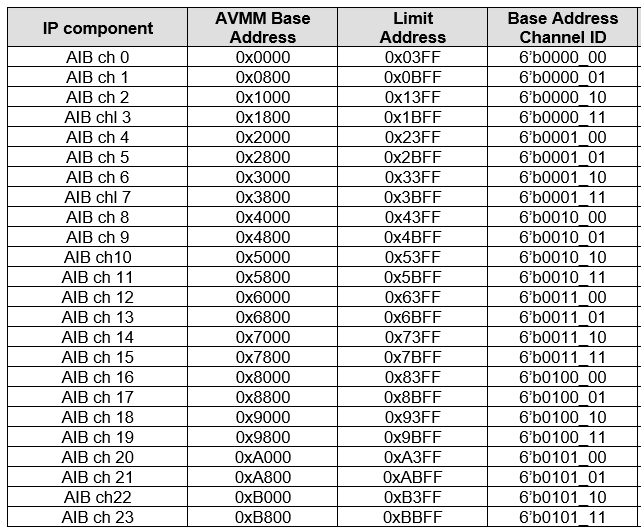 IP component AVMM Base Address Limit Address Base Address Channel ID
AIB ch 0 0x0000 0x03FF 6'b0000_00
AIB ch 1 0x0800 0x0BFF 6'b0000_01
AIB ch 2 0x1000 0x13FF 6'b0000_10
AIB chl 3 0x1800 0x1BFF 6'b0000_11
AIB ch 4 0x2000 0x23FF 6'b0001_00
AIB ch 5 0x2800 0x2BFF 6'b0001_01
AIB ch 6 0x3000 0x33FF 6'b0001_10
AIB chl 7 0x3800 0x3BFF 6'b0001_11
AIB ch 8 0x4000 0x43FF 6'b0010_00
AIB ch 9 0x4800 0x4BFF 6'b0010_01
AIB ch10 0x5000 0x53FF 6'b0010_10
AIB ch 11 0x5800 0x5BFF 6'b0010_11
AIB ch 12 0x6000 0x63FF 6'b0011_00
AIB ch 13 0x6800 0x6BFF 6'b0011_01
AIB ch 14 0x7000 0x73FF 6'b0011_10
AIB ch 15 0x7800 0x7BFF 6'b0011_11
AIB ch 16 0x8000 0x83FF 6'b0100_00
AIB ch 17 0x8800 0x8BFF 6'b0100_01
AIB ch 18 0x9000 0x93FF 6'b0100_10
AIB ch 19 0x9800 0x9BFF 6'b0100_11
AIB ch 20 0xA000 0xA3FF 6'b0101_00
AIB ch 21 0xA800 0xABFF 6'b0101_01
AIB ch22 0xB000 0xB3FF 6'b0101_10
AIB ch 23 0xB800 0xBBFF 6'b0101_11